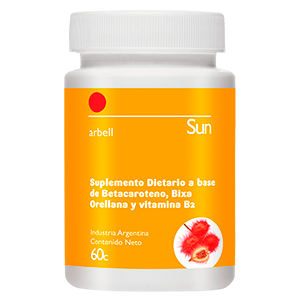 arbell
Sun
Suplemento Dietario a base
de Betacaroteno, Bixa
Orellana y vitamina B2
Industria Argentina
Contenido Neto
60c